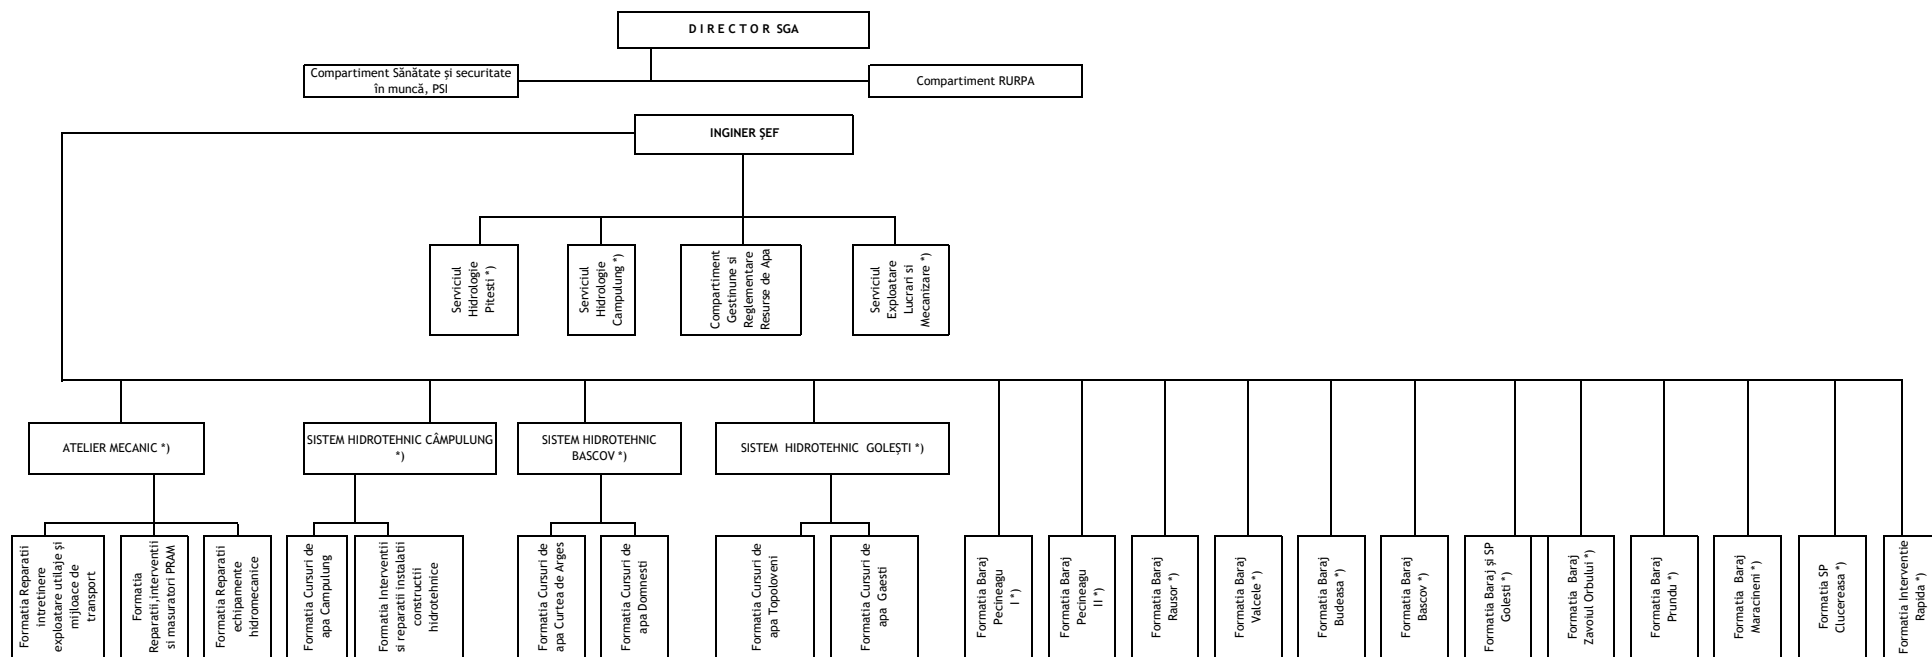 D I R E C T O R SGA
Compartiment Sănătate și securitate
în muncă, PSI
Compartiment RURPA
INGINER ȘEF
Serviciul
Hidrologie
Pitesti *)
Serviciul
Hidrologie
Campulung *)
Compartiment
Gestinune si
Reglementare
Resurse de Apa
Serviciul
Exploatare
Lucrari si
Mecanizare *)
ATELIER MECANIC *)
SISTEM HIDROTEHNIC CÂMPULUNG
*)
SISTEM HIDROTEHNIC
BASCOV *)
SISTEM HIDROTEHNIC GOLEȘTI *)
Formatia Reparatii
intretinere
exploatare utilaje și
mijloace de
transport
Formatia
Reparatii,interventii
si masuratori PRAM
Formatia Reparatii
echipamente
hidromecanice
Formatia Cursuri de
apa Campulung
Formatia Interventii
si reparatii instalatii
constructii
hidrotehnice
Formatia Cursuri de
apa Curtea de Arges
Formatia Cursuri de
apa Domnesti
Formatia Cursuri de
apa Topoloveni
Formatia Cursuri de
apa Gaesti
Formatia Baraj
Pecineagu
I *)
Formatia Baraj
Pecineagu
II *)
Formatia Baraj
Rausor *)
Formatia Baraj
Valcele *)
Formatia Baraj
Budeasa *)
Formatia Baraj
Bascov *)
Formatia Baraj și SP
Golesti *)
Formatia Baraj
Zavoiul Orbului *)
Formatia Baraj
Prundu *)
Formatia Baraj
Maracineni *)
Formatia SP
Clucereasa *)
Formatia Interventie
Rapida *)